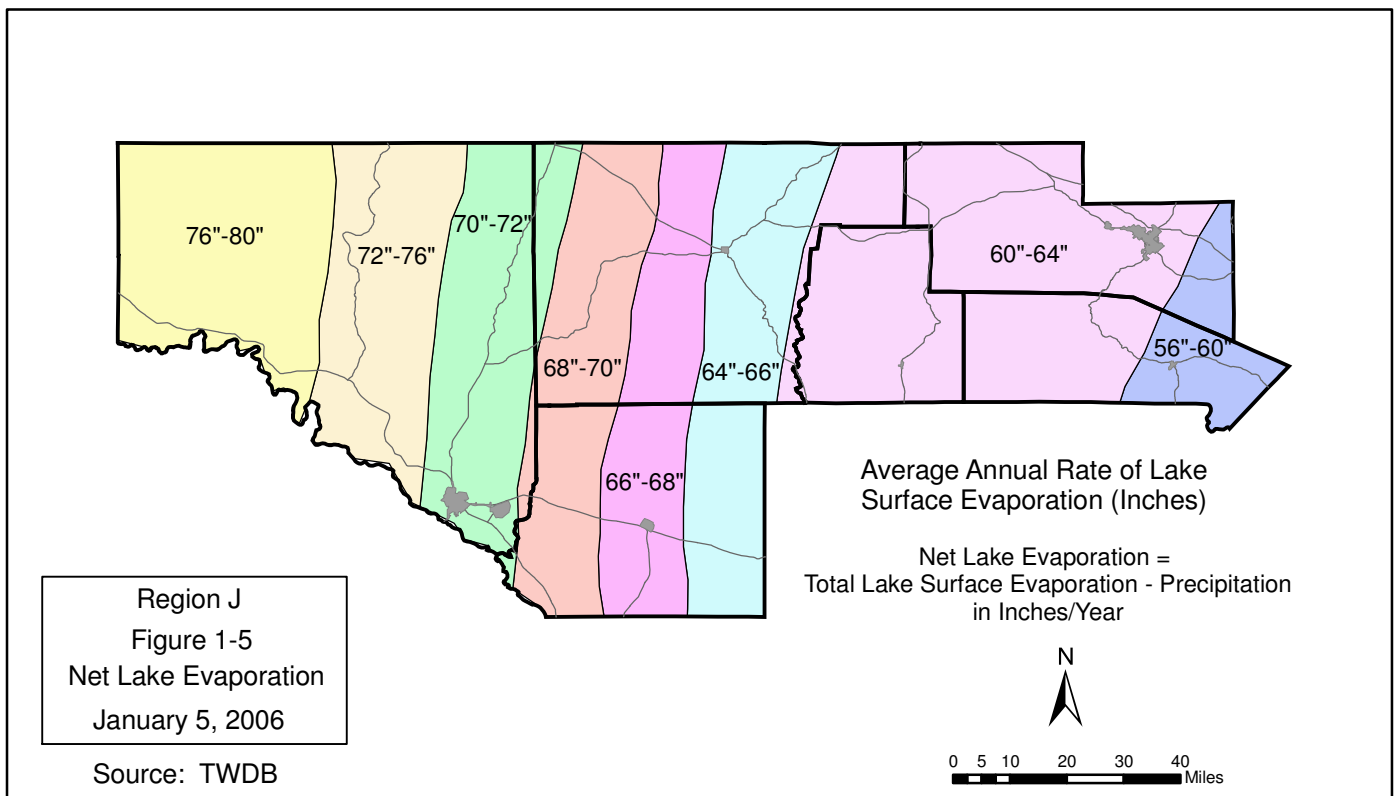 76"-80"
72"-76"
70"-72"
68"-70"
66"-68"
64"-66"
60"-64"
56"-60"
Average Annual Rate of Lake
Surface Evaporation (Inches)
Net Lake Evaporation =
Total Lake Surface Evaporation - Precipitation
in Inches/Year
N
0 5 10 20 30 40
Miles
Region J
Figure 1-5
Net Lake Evaporation
January 5, 2006
Source: TWDB